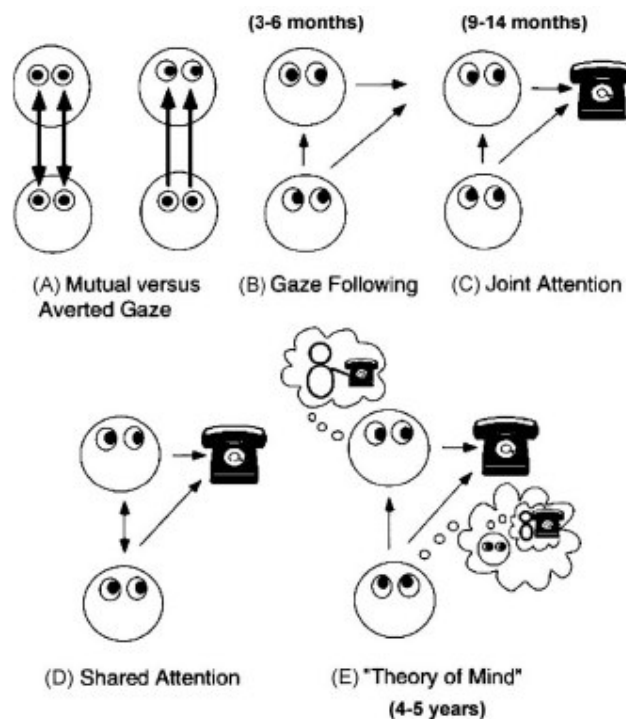 (3-6 months)
(9-14 months)
(A) Mutual versus
Averted Gaze
(B) Gaze Following
(C) Joint Attention
(D) Shared Attention
(E) "Theory of Mind"
(4-5 years)